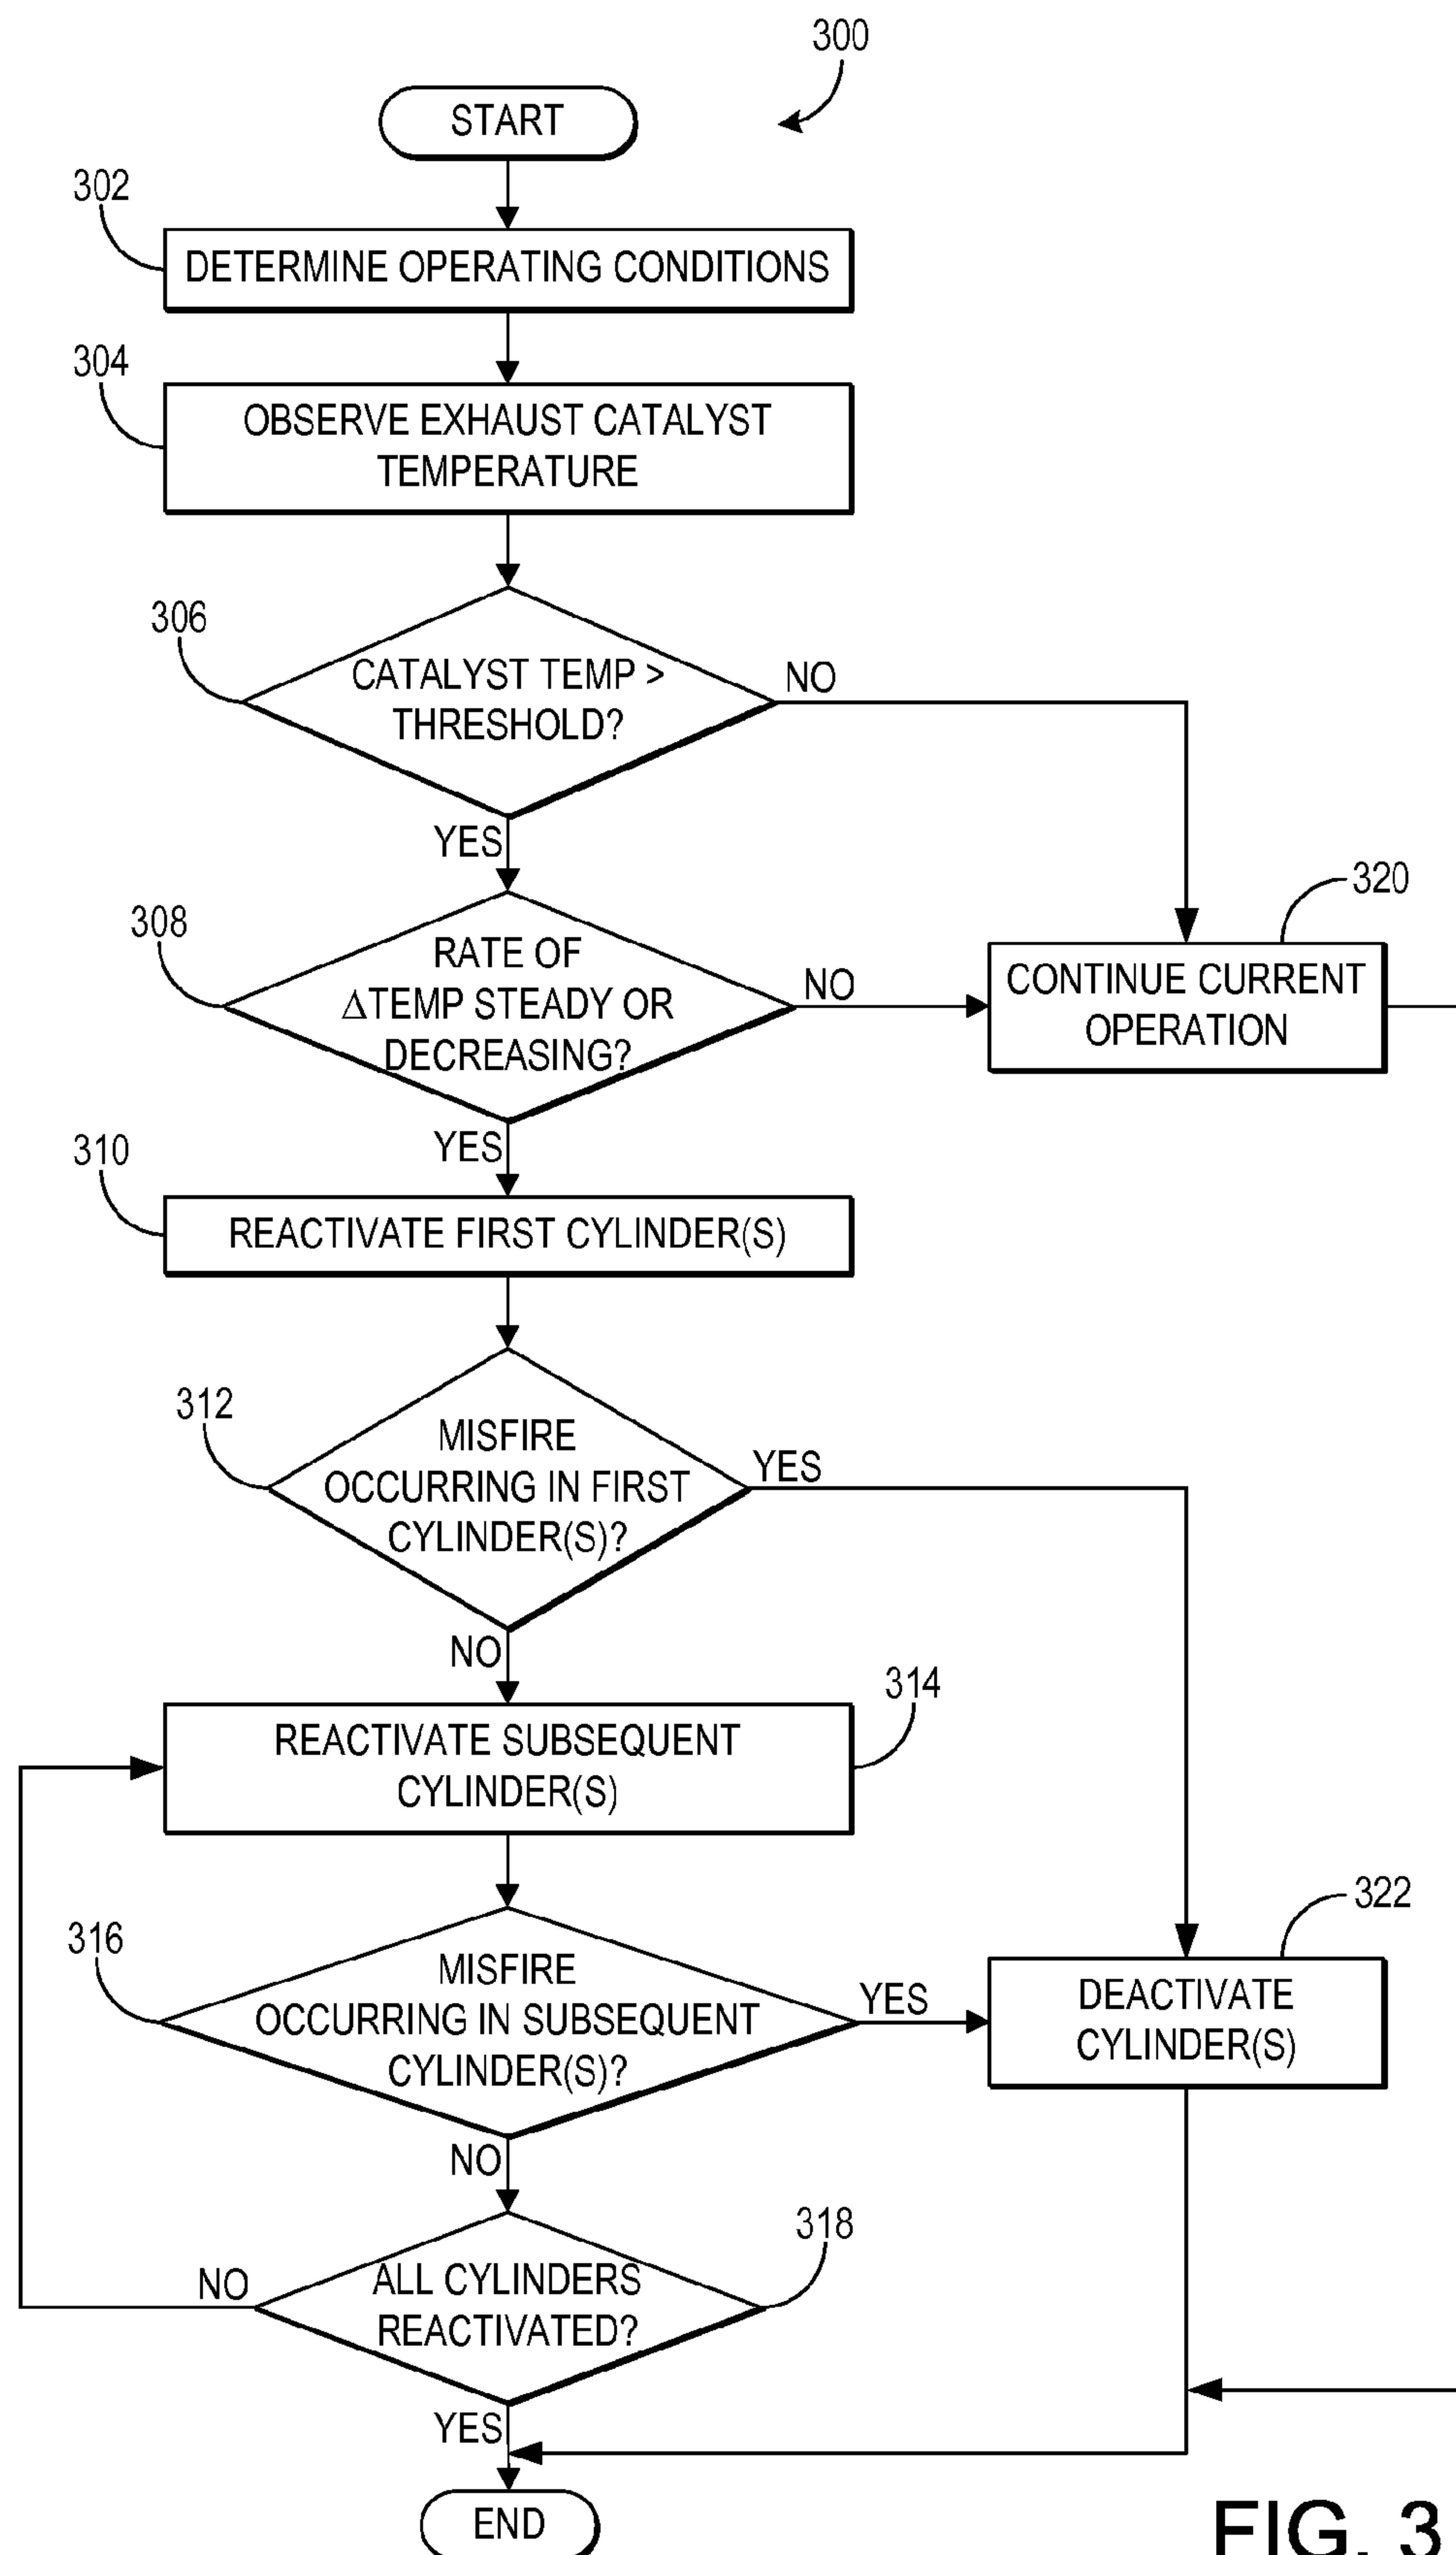 300
START
302
DETERMINE OPERATING CONDITIONS
304
OBSERVE EXHAUST CATALYST
TEMPERATURE
306
CATALYST TEMP >
THRESHOLD?
NO
YES
308
RATE OF
ΔTEMP STEADY OR
DECREASING?
NO
320
CONTINUE CURRENT
OPERATION
YES
310
REACTIVATE FIRST CYLINDER(S)
312
MISFIRE
OCCURRING IN FIRST
CYLINDER(S)?
YES
NO
314
REACTIVATE SUBSEQUENT
CYLINDER(S)
316
MISFIRE
OCCURRING IN SUBSEQUENT
CYLINDER(S)?
YES
322
DEACTIVATE
CYLINDER(S)
NO
318
ALL CYLINDERS
REACTIVATED?
NO
YES
END
FIG. 3